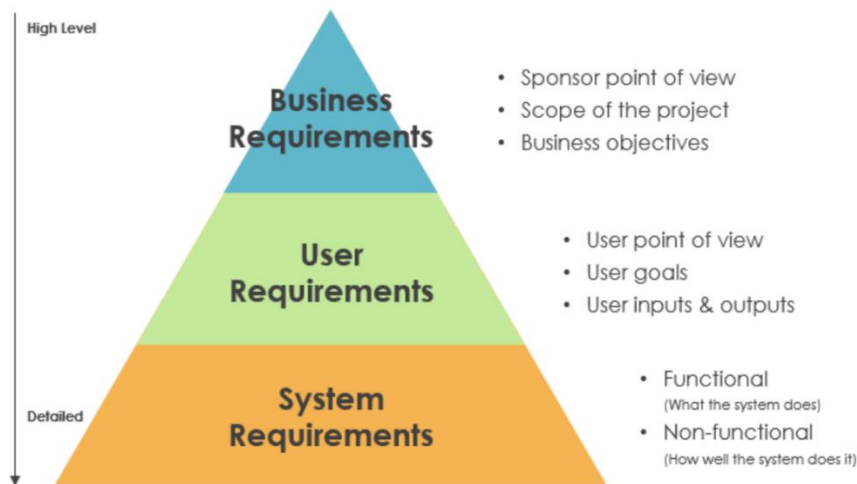 High Level
Business
Requirements
• Sponsor point of view
• Scope of the project
• Business objectives
User
Requirements
• User point of view
• User goals
• User inputs & outputs
Detailed
System
Requirements
• Functional
(What the system does)
• Non-functional
(How well the system does it)